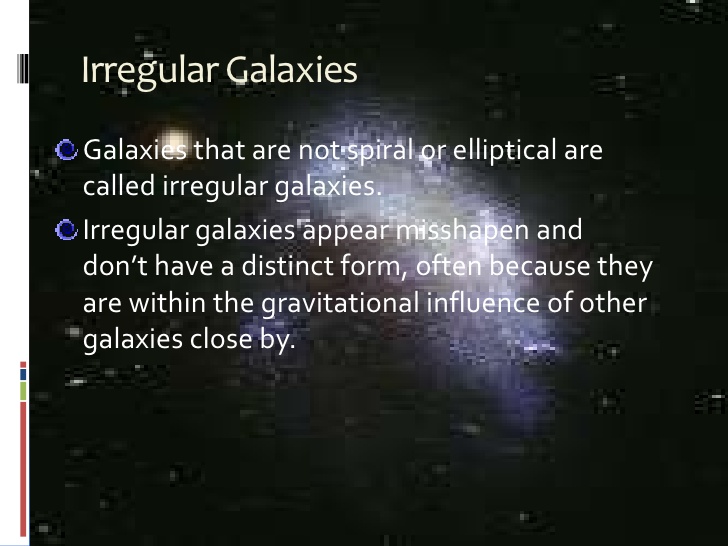 Irregular Galaxies
Galaxies that are not spiral or elliptical are
called irregular galaxies.
Irregular galaxies appear misshapen and
don’t have a distinct form, often because they
are within the gravitational influence of other
galaxies close by.